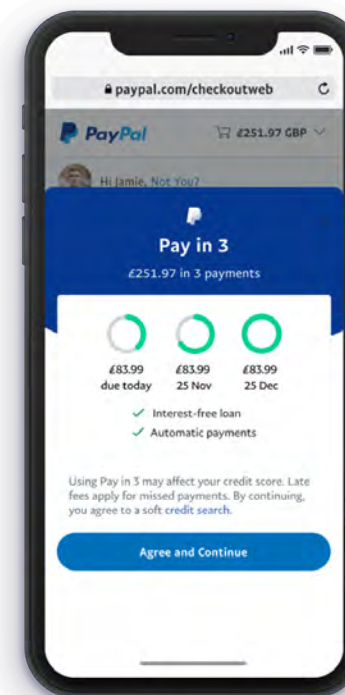 paypal.com/checkoutweb
PayPal £251.97 GBP
Hi Jamie, Not You?
Pay in 3
£251.97 in 3 payments
£83.99 £83.99 £83.99
due today 25 Nov 25 Dec
Interest-free loan
Automatic payments
Using Pay in 3 may affect your credit score. Late
fees apply for missed payments. By continuing,
you agree to a soft credit search.
Agree and Continue